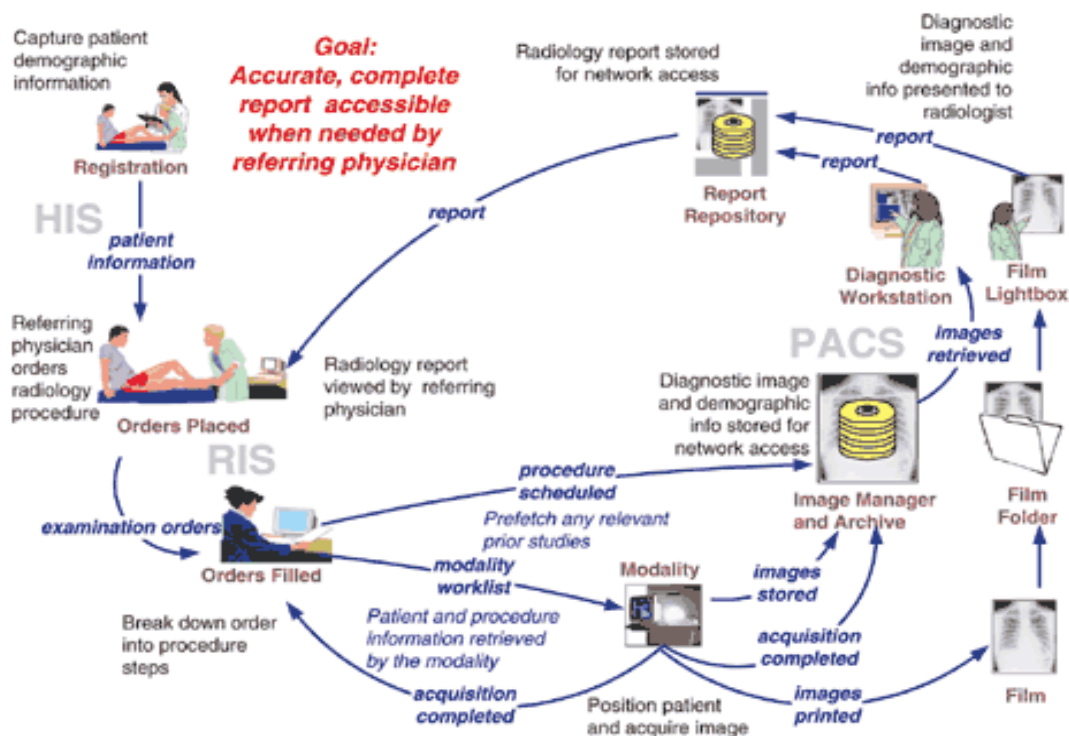 Capture patient
demographic
information
Registration
Goal:
Accurate, complete
report accessible
when needed by
referring physician
Radiology report stored
for network access
Diagnostic
image and
demographic
info presented to
radiologist
report
report
report
Report
Repository
Diagnostic
Workstation
Film
Lightbox
HIS
patient
information
Referring
physician
orders
radiology
procedure
Orders Placed
Radiology report
viewed by referring
physician
PACS
images
retrieved
Diagnostic image
and demographic
info stored for
network access
RIS
examination orders
Orders Filled
procedure
scheduled
Prefetch any relevant
prior studies
Image Manager
and Archive
Film
Folder
modality
worklist
Modality
images
stored
Break down order
into procedure
steps
Patient and procedure
information retrieved
by the modality
acquisition
completed
acquisition
completed
Position patient
and acquire image
images
printed
Film